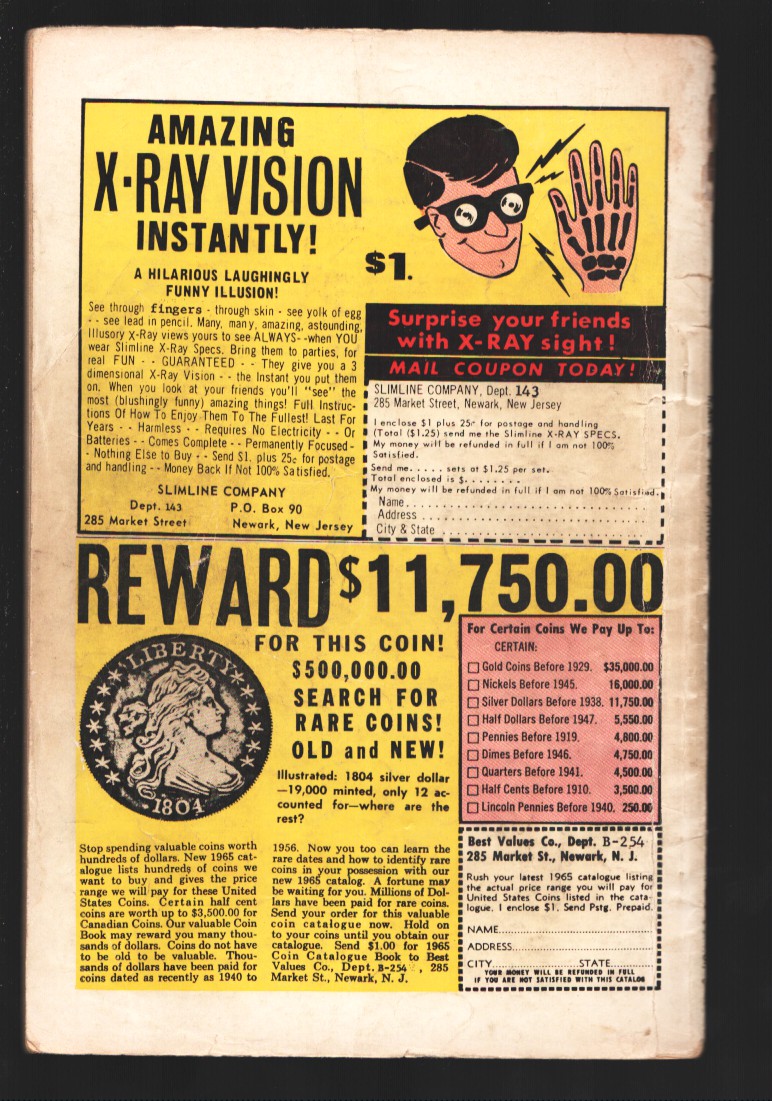 AMAZING
X-RAY VISION
INSTANTLY!
A HILARIOUS LAUGHINGLY
FUNNY ILLUSION!
See through fingers - through skin - see yolk of egg
- - see lead in pencil. Many, many, amazing, astounding,
Illusory X-Ray views yours to see ALWAYS--when YOU
wear Slimline X-Ray Specs. Bring them to parties, for
real FUN - - GUARANTEED - - They give you a 3
dimensional X-Ray Vision - - the Instant you put them
on. When you look at your friends you'll "see" the
most (blushingly funny) amazing things! Full Instruc-
tions Of How To Enjoy Them To The Fullest! Last For
Years - - Harmless - - Requires No Electricity - - Or
Batteries - - Comes Complete - - Permanently Focused-
- Nothing Else to Buy - - Send $1. plus 25c for postage
and handling -- Money Back If Not 100% Satisfied.
SLIMLINE COMPANY
Dept. 143 P.O. Box 90
285 Market Street Newark, New Jersey
$1.
Surprise your friends
with X-RAY sight!
MAIL COUPON TODAY!
SLIMLINE COMPANY, Dept. 143
285 Market Street, Newark, New Jersey
I enclose $1 plus 25c for postage and handling
(Total ($1.25) send me the Slimline X-RAY SPECS.
My money will be refunded in full if I am not 100%
Satisfied.
Send me. . . . . sets at $1.25 per set.
Total enclosed is $. . . . . . . .
My money will be refunded in full if I am not 100% Satisfied.
Name. . . . . . . . . . . . . . . . . . . . . . . . . . . . . . . .
Address . . . . . . . . . . . . . . . . . . . . . . . . . . . . . .
City & State . . . . . . . . . . . . . . . . . . . . . . . . . . .
REWARD $11,750.00
FOR THIS COIN!
$500,000.00
SEARCH FOR
RARE COINS!
OLD and NEW!
Illustrated: 1804 silver dollar
—19,000 minted, only 12 ac-
counted for—where are the
rest?
LIBERTY
1804
For Certain Coins We Pay Up To:
CERTAIN:
Gold Coins Before 1929. $35,000.00
Nickels Before 1945. 16,000.00
Silver Dollars Before 1938. 11,750.00
Half Dollars Before 1947. 5,550.00
Pennies Before 1919. 4,800.00
Dimes Before 1946. 4,750.00
Quarters Before 1941. 4,500.00
Half Cents Before 1910. 3,500.00
Lincoln Pennies Before 1940. 250.00
Stop spending valuable coins worth
hundreds of dollars. New 1965 cat-
alogue lists hundreds of coins we
want to buy and gives the price
range we will pay for these United
States Coins. Certain half cent
coins are worth up to $3,500.00 for
Canadian Coins. Our valuable Coin
Book may reward you many thou-
sands of dollars. Coins do not have
to be old to be valuable. Thou-
sands of dollars have been paid for
coins dated as recently as 1940 to
1956. Now you too can learn the
rare dates and how to identify rare
coins in your possession with our
new 1965 catalog. A fortune may
be waiting for you. Millions of Dol-
lars have been paid for rare coins.
Send your order for this valuable
coin catalogue now. Hold on
to your coins until you obtain our
catalogue. Send $1.00 for 1965
Coin Catalogue Book to Best
Values Co., Dept. B-254 , 285
Market St., Newark, N. J.
Best Values Co., Dept. B-254
285 Market St., Newark, N. J.
Rush your latest 1965 catalogue listing
the actual price range you will pay for
United States Coins listed in the cata-
logue. I enclose $1. Send Pstg. Prepaid.
NAME.............................................
ADDRESS.........................................
CITY......................STATE..................
YOUR MONEY WILL BE REFUNDED IN FULL
IF YOU ARE NOT SATISFIED WITH THIS CATALOG